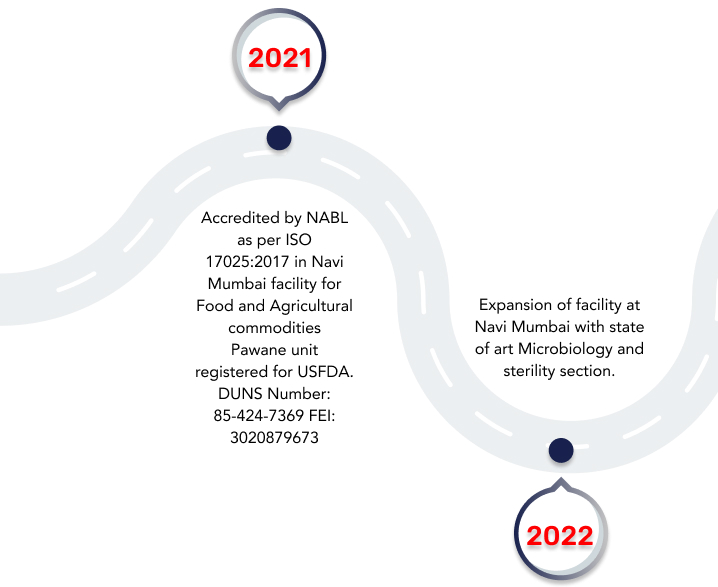 2021
Accredited by NABL
as per ISO
17025:2017 in Navi
Mumbai facility for
Food and Agricultural
commodities
Pawane unit
registered for USFDA.
DUNS Number:
85-424-7369 FEI:
3020879673
Expansion of facility at
Navi Mumbai with state
of art Microbiology and
sterility section.
2022